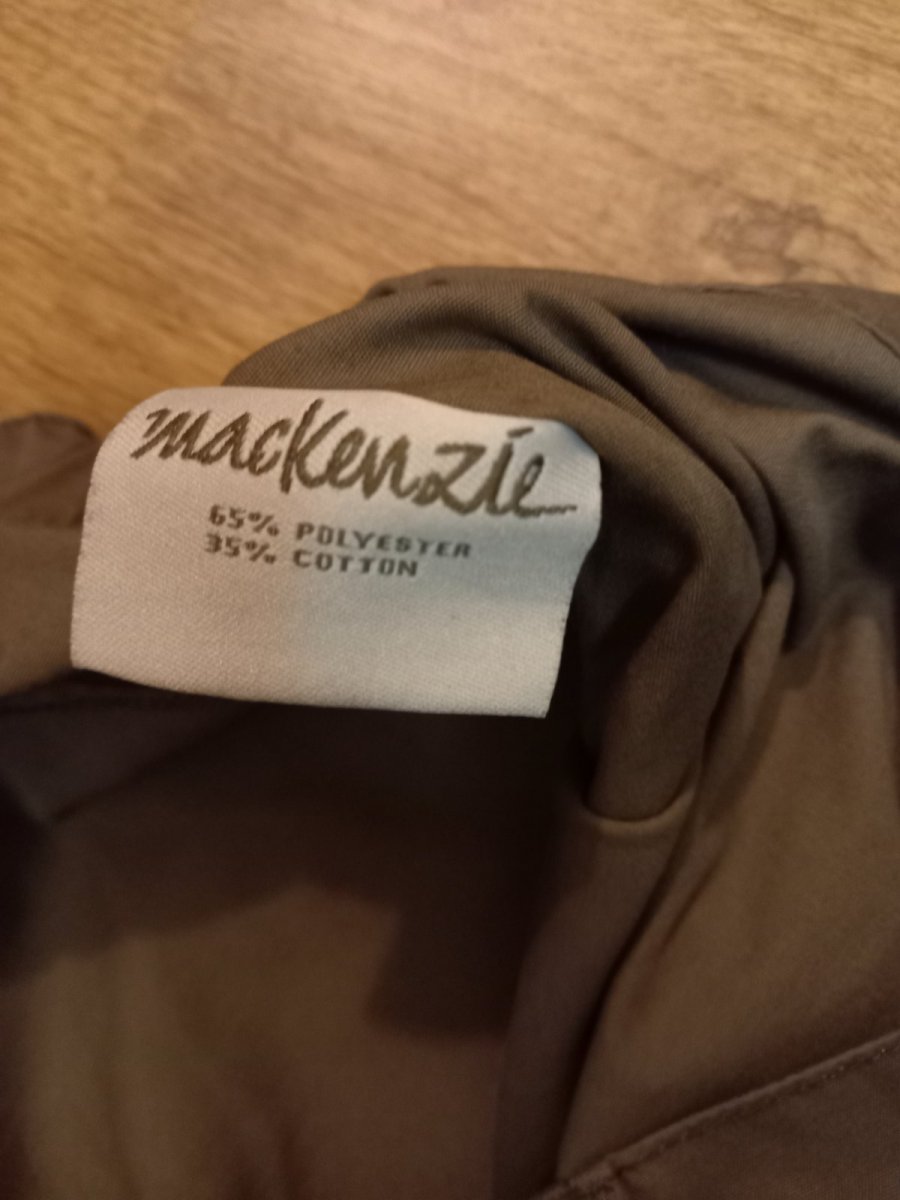 mackenzie
65% POLYESTER
35% COTTON